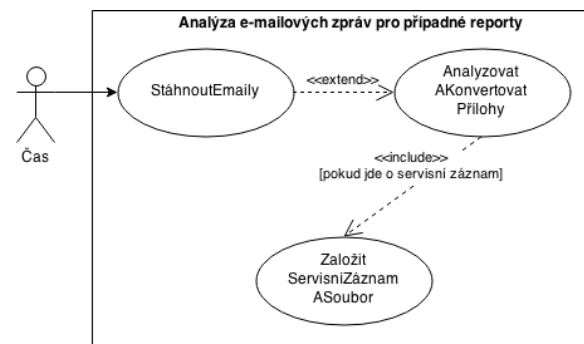 Analýza e-mailových zpráv pro případné reporty
StáhnoutEmaily
<<extend>>
Analyzovat
AKonvertovat
Přílohy
Čas
<<include>>
[pokud jde o servisní záznam]
Založit
ServisníZáznam
ASoubor